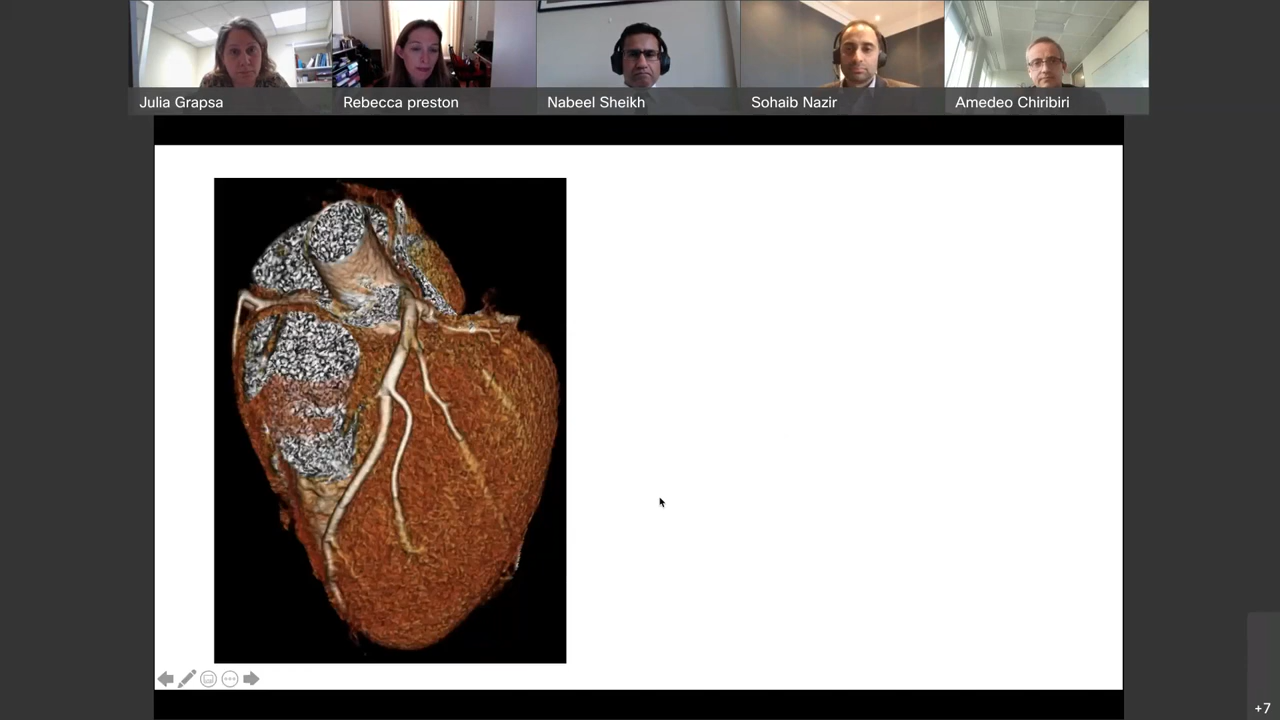 Julia Grapsa
Rebecca preston
Nabeel Sheikh
Sohaib Nazir
Amedeo Chiribiri
+7